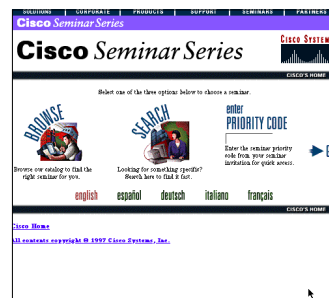 SOLUTIONS CORPORATE PRODUCTS SUPPORT SEMINARS PARTNERS
Cisco Seminar Series
Cisco Seminar Series
CISCO SYSTEM
CISCO'S HOME
Select one of the three options below to choose a seminar.
BROWSE
SEARCH
enter
PRIORITY CODE
Browse our catalog to find the
right seminar for you.
Looking for something specific?
Search here to find it fast.
Enter the seminar priority
code from your seminar
invitation for quick access.
english español deutsch italiano français
CISCO'S HOME
Cisco Home
All contents copyright © 1997 Cisco Systems, Inc.